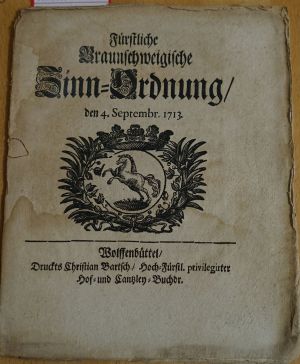 Fürstliche
Braunschweigische
Zinn=Ordnung/
den 4. Septembr. 1713.
Wolffenbüttel/
Druckts Christian Bartsch/ Hoch-Fürstl. privilegirter
Hof- und Cantzley-Buchdr.